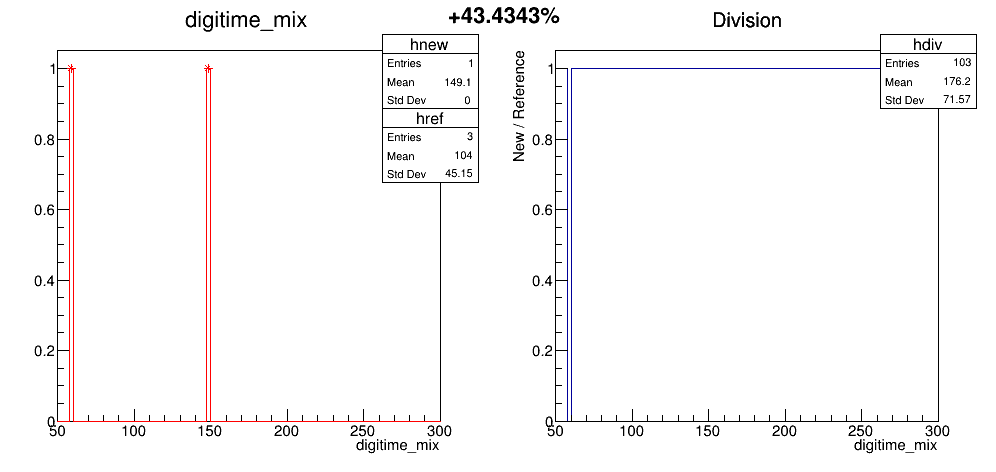 +43.4343%
digitime_mix
hnew
Entries 1
Mean 149.1
Std Dev 0
href
Entries 3
Mean 104
Std Dev 45.15
1
0.8
0.6
0.4
0.2
0
50 100 150 200 250 300
digitime_mix
Division
hdiv
Entries 103
Mean 176.2
Std Dev 71.57
New / Reference
1
0.8
0.6
0.4
0.2
0
50 100 150 200 250 300
digitime_mix